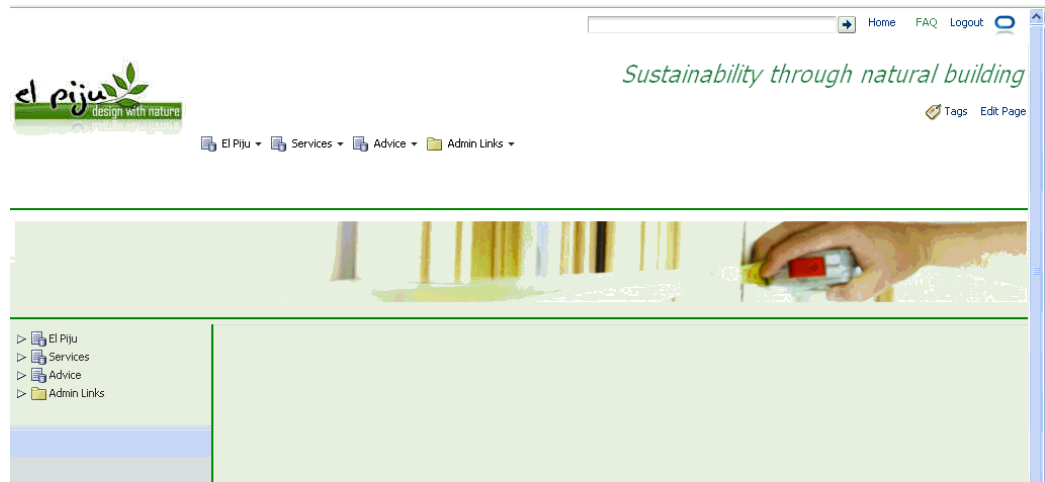 Home FAQ Logout
Sustainability through natural building
el piju
design with nature
Tags Edit Page
El Piju Services Advice Admin Links
El Piju
Services
Advice
Admin Links